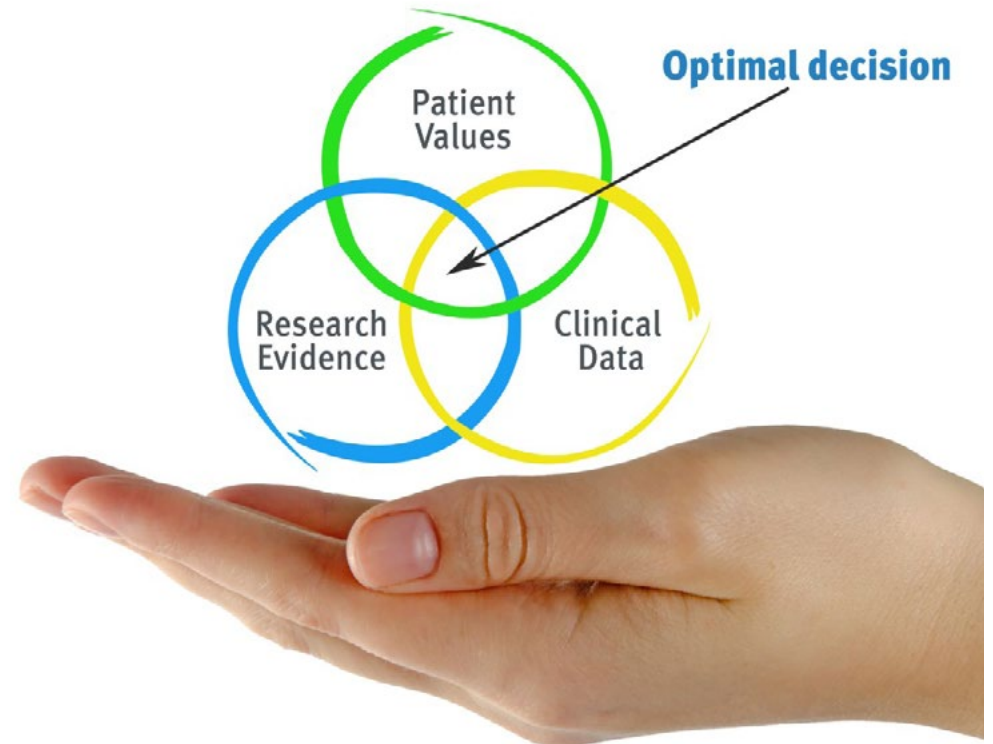 Optimal decision
Patient
Values
Research
Evidence
Clinical
Data